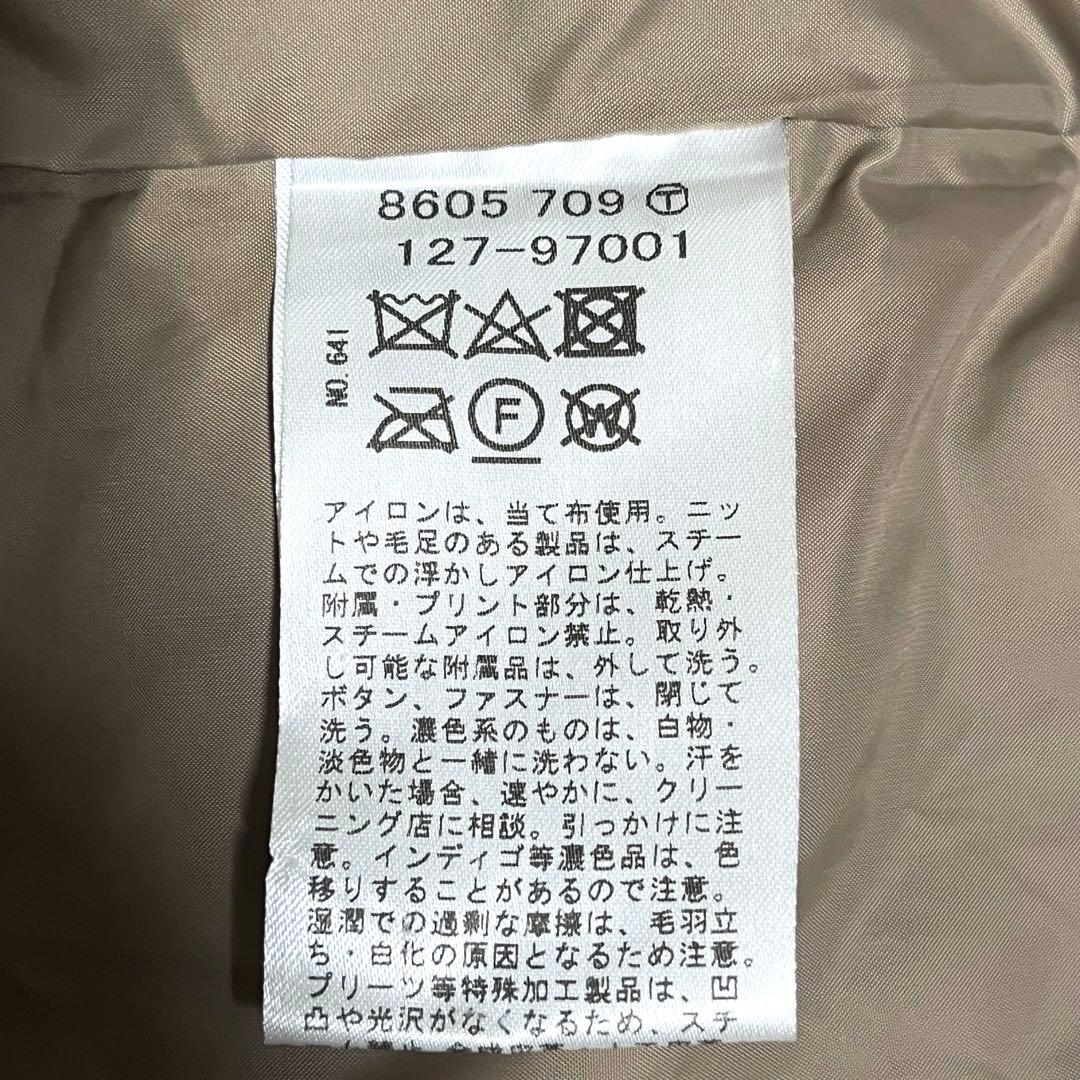 8605 709 Ⓣ
127-97001
NO. 641
F
W
アイロンは、当て布使用。ニッ
トや毛足のある製品は、スチー
ムでの浮かしアイロン仕上げ。
附属・プリント部分は、乾熱・
スチームアイロン禁止。取り外
し可能な附属品は、外して洗う。
ボタン、ファスナーは、閉じて
洗う。濃色系のものは、白物・
淡色物と一緒に洗わない。汗を
かいた場合、速やかに、クリー
ニング店に相談。引っかけに注
意。インディゴ等濃色品は、色
移りすることがあるので注意。
湿潤での過剰な摩擦は、毛羽立
ち・白化の原因となるため注意。
プリーツ等特殊加工製品は、凹
凸や光沢がなくなるため、スチ